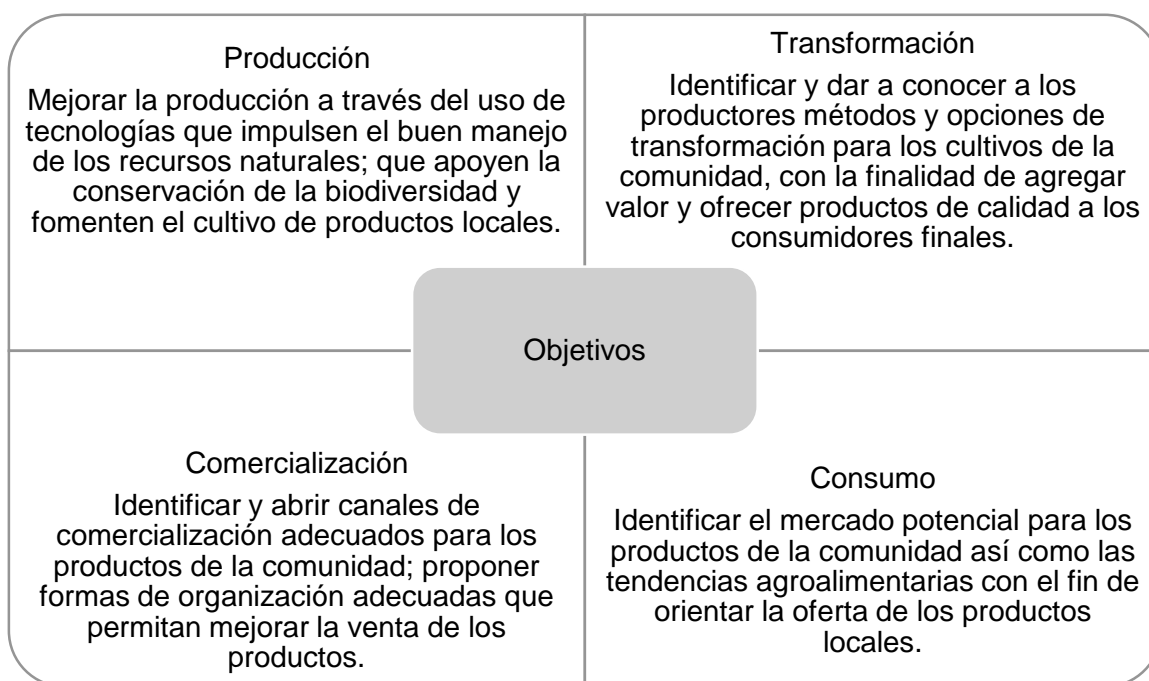 Producción
Mejorar la producción a través del uso de
tecnologías que impulsen el buen manejo
de los recursos naturales; que apoyen la
conservación de la biodiversidad y
fomenten el cultivo de productos locales.
Transformación
Identificar y dar a conocer a los
productores métodos y opciones de
transformación para los cultivos de la
comunidad, con la finalidad de agregar
valor y ofrecer productos de calidad a los
consumidores finales.
Objetivos
Comercialización
Identificar y abrir canales de
comercialización adecuados para los
productos de la comunidad; proponer
formas de organización adecuadas que
permitan mejorar la venta de los
productos.
Consumo
Identificar el mercado potencial para los
productos de la comunidad así como las
tendencias agroalimentarias con el fin de
orientar la oferta de los productos
locales.